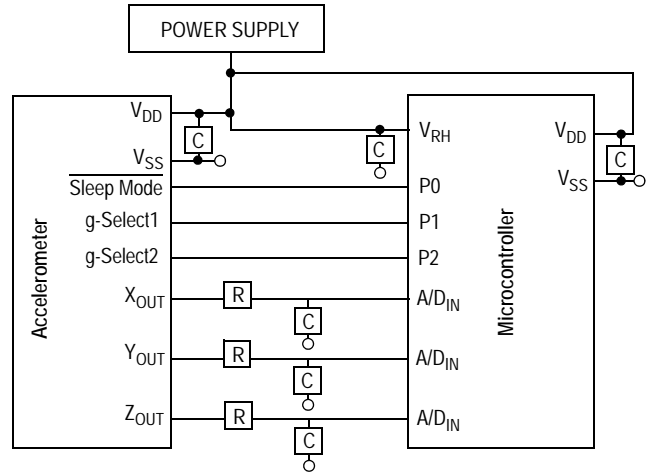 POWER SUPPLY
Accelerometer
V_DD
C
V_SS
Sleep Mode
g-Select1
g-Select2
X_OUT
R
C
Y_OUT
R
C
Z_OUT
R
C
C
Microcontroller
V_RH
P0
P1
P2
A/D_IN
A/D_IN
A/D_IN
V_DD
C
V_SS